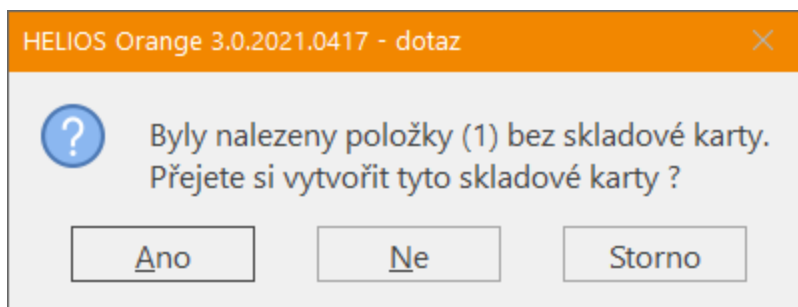 HELIOS Orange 3.0.2021.0417 - dotaz
Byly nalezeny položky (1) bez skladové karty.
Přejete si vytvořit tyto skladové karty ?
Ano
Ne
Storno